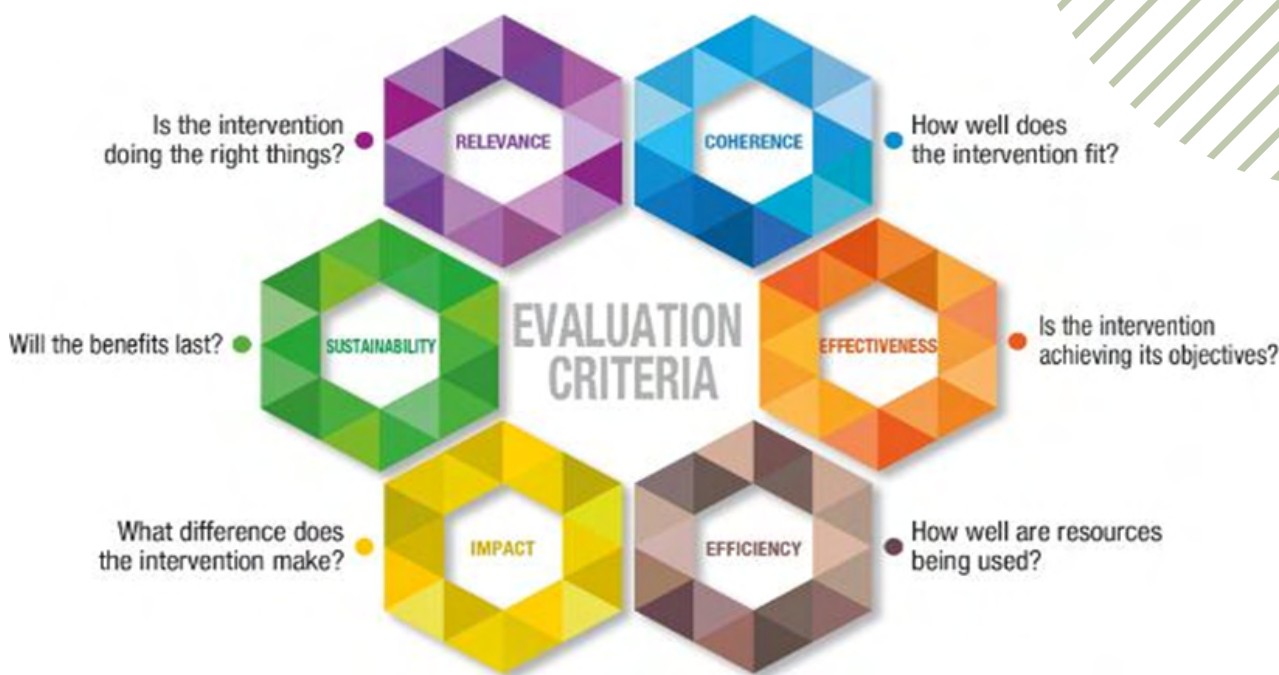 Is the intervention
doing the right things?
RELEVANCE
COHERENCE
How well does
the intervention fit?
Will the benefits last?
SUSTAINABILITY
EVALUATION
CRITERIA
EFFECTIVENESS
Is the intervention
achieving its objectives?
What difference does
the intervention make?
IMPACT
EFFICIENCY
How well are resources
being used?